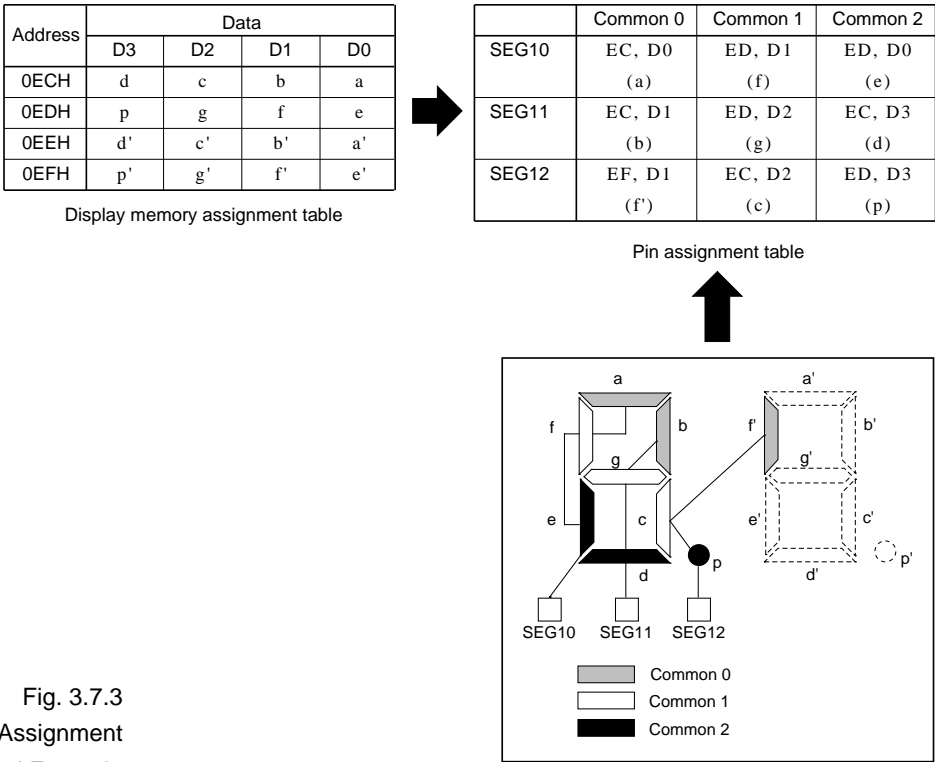 Address Data
D3 D2 D1 D0
0ECH d c b a
0EDH p g f e
0EEH d' c' b' a'
0EFH p' g' f' e'
Display memory assignment table
Common 0 Common 1 Common 2
SEG10 EC, D0 ED, D1 ED, D0
(a) (f) (e)
SEG11 EC, D1 ED, D2 EC, D3
(b) (g) (d)
SEG12 EF, D1 EC, D2 ED, D3
(f') (c) (p)
Pin assignment table
a a'
f b f' b'
g g'
e c e' c'
d p d' p'
SEG10 SEG11 SEG12
Common 0
Common 1
Common 2
Fig. 3.7.3
Assignment